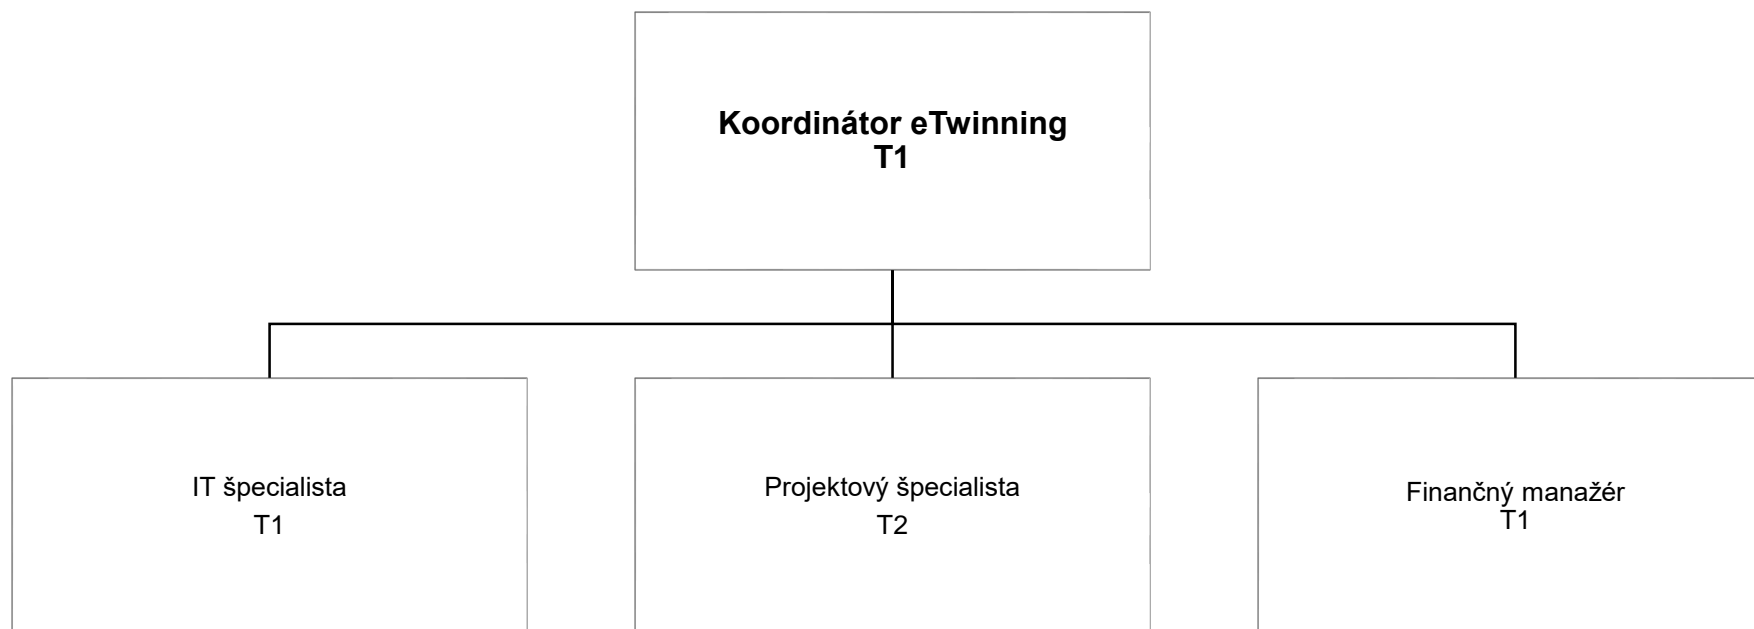 Koordinátor eTwinning
T1
IT špecialista
T1
Projektový špecialista
T2
Finančný manažér
T1